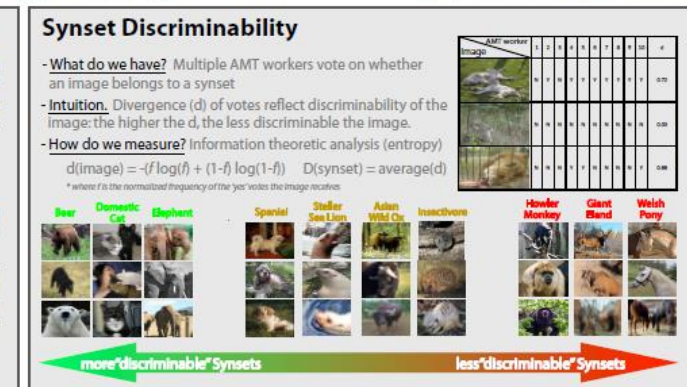 Synset Discriminability
- What do we have? Multiple AMT workers vote on whether
an image belongs to a synset
- Intuition. Divergence (d) of votes reflect discriminability of the
image: the higher the d, the less discriminable the image.
- How do we measure? Information theoretic analysis (entropy)
d(image) = -(f log(f) + (1-f) log(1-f)) D(synset) = average(d)
* where f is the normalized frequency of the 'yes' votes the image receives
AMT worker
Image
1 2 3 4 5 6 7 8 9 10 d
Bear
Domestic
Cat
Elephant
Spaniel
Steller
Sea Lion
Asian
Wild Ox
Insectivore
Howler
Monkey
Giant
Eland
Welsh
Pony
more "discriminable" Synsets
less "discriminable" Synsets